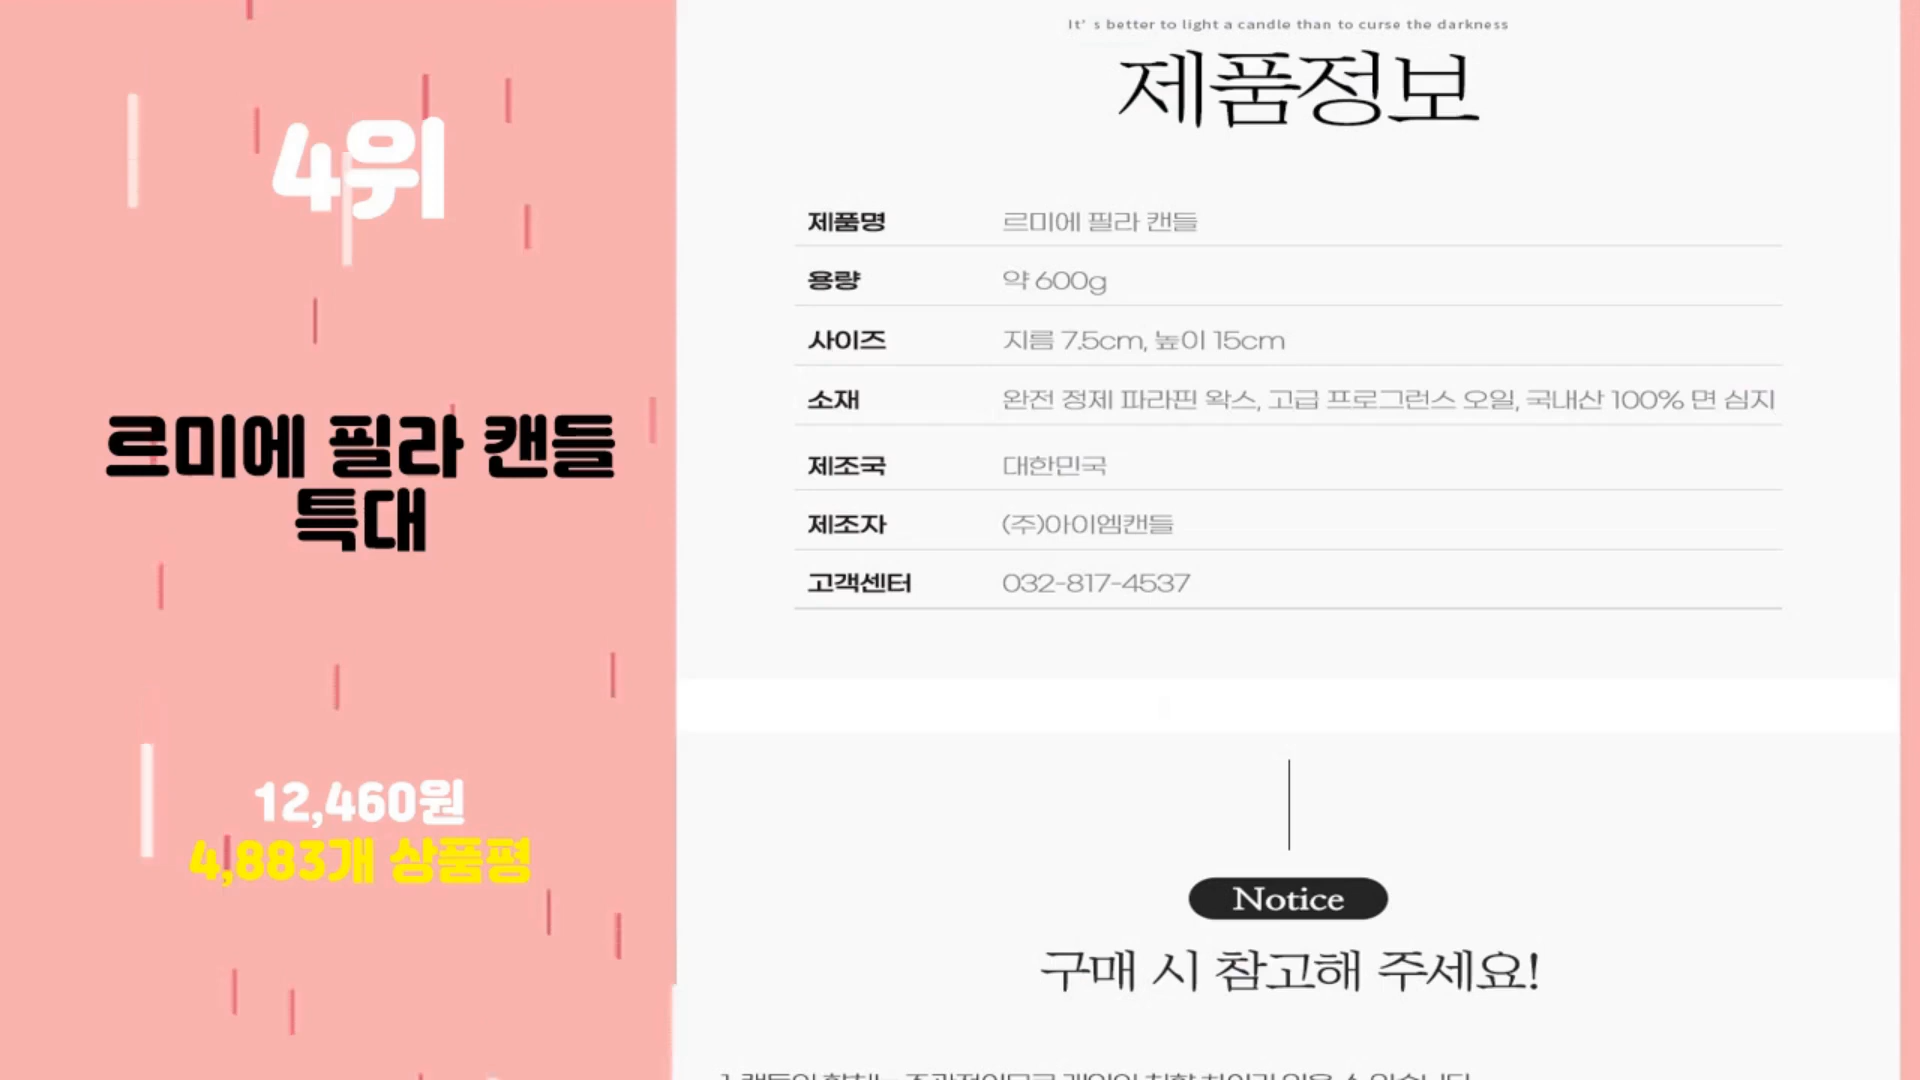 4위
르미에 필라 캔들
특대
12,460원
4,883개 상품평
It's better to light a candle than to curse the darkness
제품정보
제품명 르미에 필라 캔들
용량 약 600g
사이즈 지름 7.5cm, 높이 15cm
소재 완전 정제 파라핀 왁스, 고급 프로그런스 오일, 국내산 100% 면 심지
제조국 대한민국
제조자 (주)아이엠캔들
고객센터 032-817-4537
Notice
구매 시 참고해 주세요!